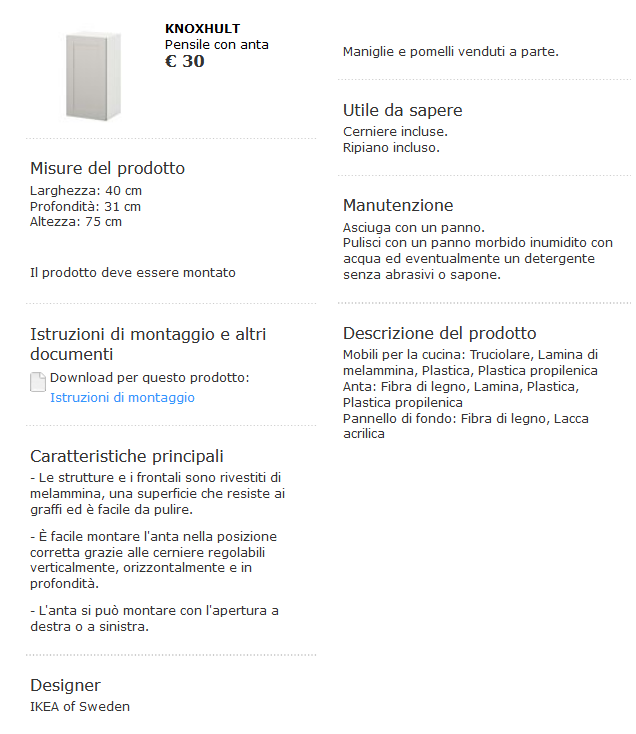 KNOXHULT
Pensile con anta
€ 30
Misure del prodotto
Larghezza: 40 cm
Profondità: 31 cm
Altezza: 75 cm
Il prodotto deve essere montato
Istruzioni di montaggio e altri
documenti
Download per questo prodotto:
Istruzioni di montaggio
Caratteristiche principali
- Le strutture e i frontali sono rivestiti di
melammina, una superficie che resiste ai
graffi ed è facile da pulire.
- È facile montare l'anta nella posizione
corretta grazie alle cerniere regolabili
verticalmente, orizzontalmente e in
profondità.
- L'anta si può montare con l'apertura a
destra o a sinistra.
Designer
IKEA of Sweden
Maniglie e pomelli venduti a parte.
Utile da sapere
Cerniere incluse.
Ripiano incluso.
Manutenzione
Asciuga con un panno.
Pulisci con un panno morbido inumidito con
acqua ed eventualmente un detergente
senza abrasivi o sapone.
Descrizione del prodotto
Mobili per la cucina: Truciolare, Lamina di
melammina, Plastica, Plastica propilenica
Anta: Fibra di legno, Lamina, Plastica,
Plastica propilenica
Pannello di fondo: Fibra di legno, Lacca
acrilica